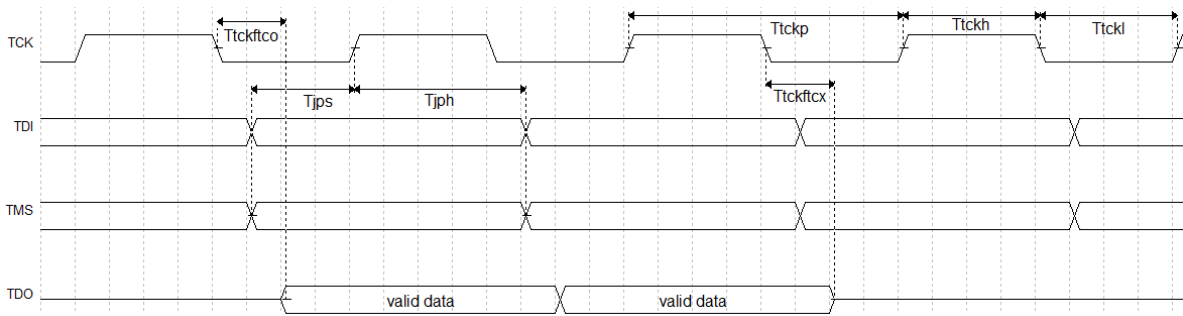 TCK
Ttckftco
Ttckp
Ttckh
Ttckl
Tjps
Tjph
Ttckftcx
TDI
TMS
TDO
valid data
valid data